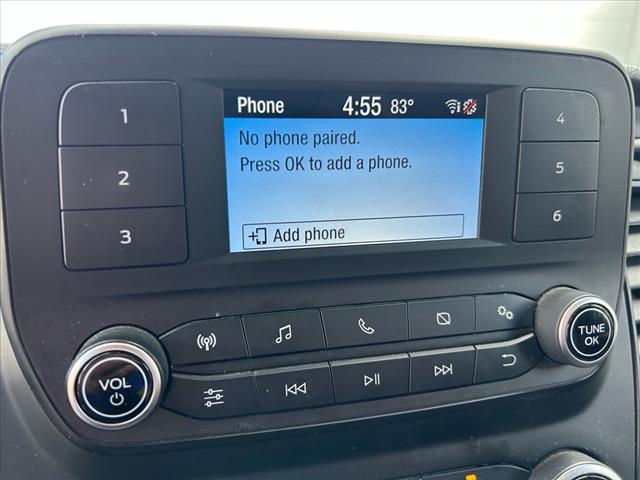 Phone 4:55 83°
No phone paired.
Press OK to add a phone.
Add phone
1
2
3
4
5
6
VOL
TUNE
OK